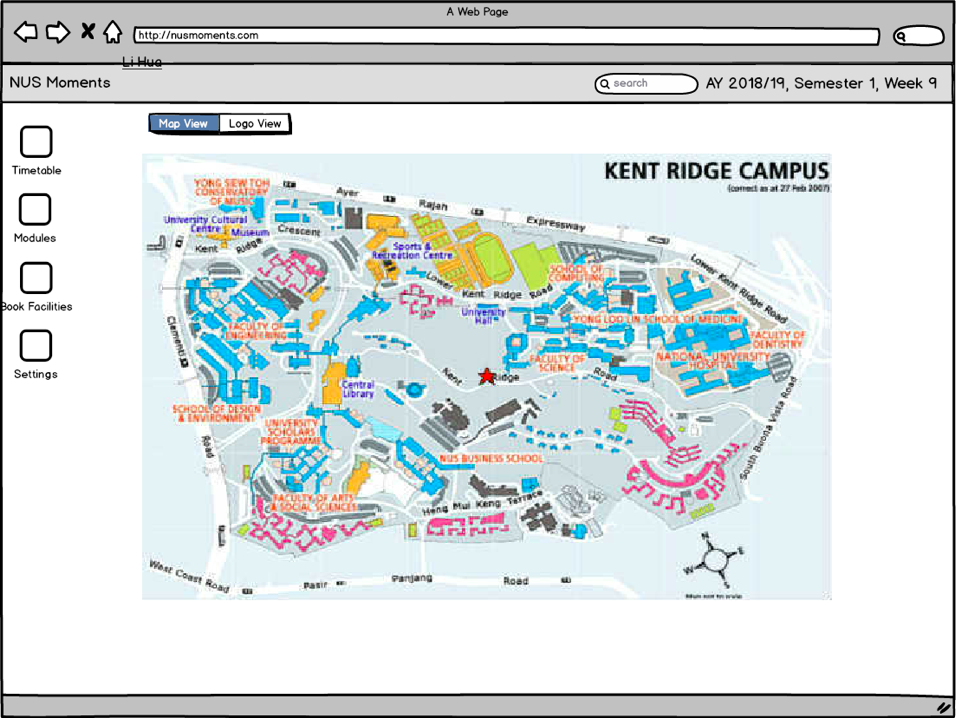 A Web Page
http://nusmoments.com
Li Hua
NUS Moments
search
AY 2018/19, Semester 1, Week 9
Map View
Logo View
Timetable
Modules
Book Facilities
Settings
KENT RIDGE CAMPUS
(correct as at 27 Feb 2007)
YONG SIEW TOH
CONSERVATORY
OF MUSIC
Ayer
Rajah
Expressway
University Cultural
Centre
Museum
Kent
Ridge
Crescent
Sports &
Recreation Centre
Lower
Kent
Ridge
Road
SCHOOL OF
COMPUTING
Lower Kent Ridge Road
University
Hall
YONG LOO LIN SCHOOL OF MEDICINE
FACULTY OF
DENTISTRY
Clementi
Road
FACULTY OF
ENGINEERING
FACULTY OF
SCIENCE
NATIONAL UNIVERSITY
HOSPITAL
Kent
Ridge
Road
Central
Library
South Buona Vista Road
SCHOOL OF DESIGN
& ENVIRONMENT
UNIVERSITY
SCHOLARS
PROGRAMME
NUS BUSINESS SCHOOL
FACULTY OF ARTS
& SOCIAL SCIENCES
Heng Mui Keng Terrace
N
E
W
S
West Coast Road
Pasir
Panjang
Road
Map not to scale